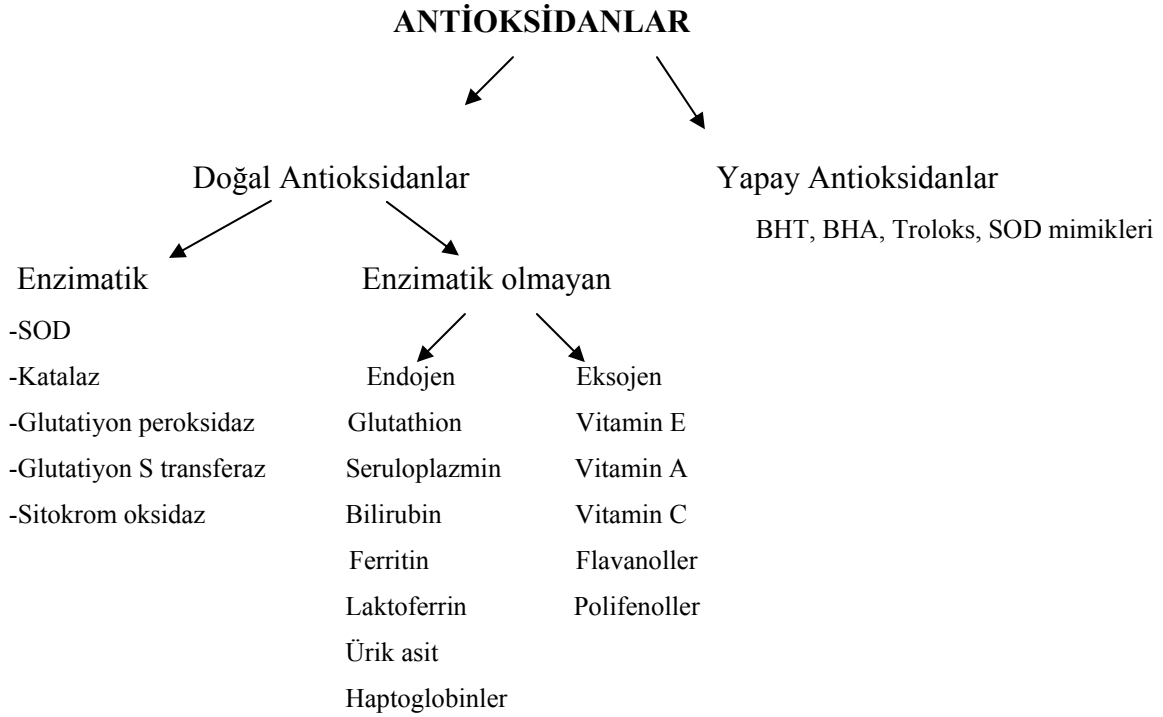 ANTİOKSİDANLAR
Doğal Antioksidanlar
Yapay Antioksidanlar
BHT, BHA, Troloks, SOD mimikleri
Enzimatik
Enzimatik olmayan
-SOD
-Katalaz
-Glutatiyon peroksidaz
-Glutatiyon S transferaz
-Sitokrom oksidaz
Endojen
Glutathion
Seruloplazmin
Bilirubin
Ferritin
Laktoferrin
Ürik asit
Haptoglobinler
Eksojen
Vitamin E
Vitamin A
Vitamin C
Flavanoller
Polifenoller